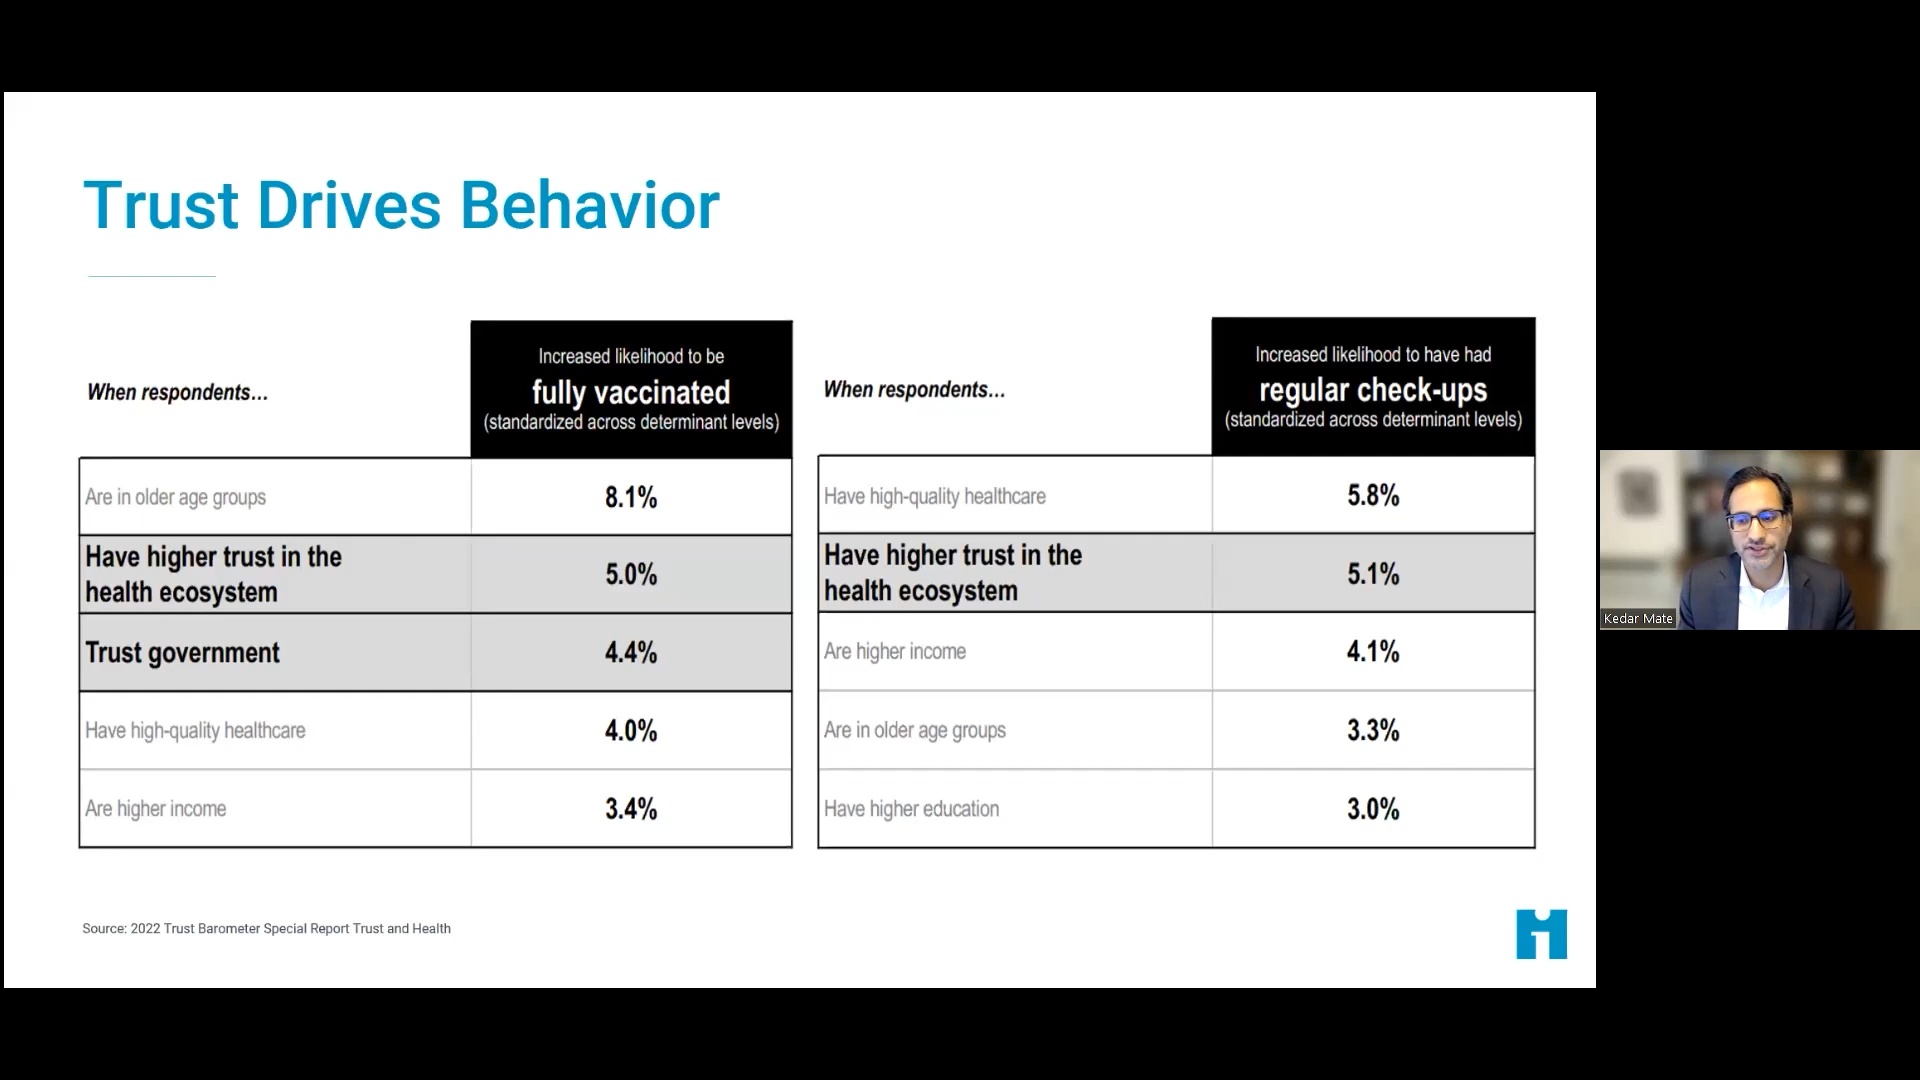 Trust Drives Behavior
When respondents...
Increased likelihood to be
fully vaccinated
(standardized across determinant levels)
Are in older age groups
8.1%
Have higher trust in the
health ecosystem
5.0%
Trust government
4.4%
Have high-quality healthcare
4.0%
Are higher income
3.4%
When respondents...
Increased likelihood to have had
regular check-ups
(standardized across determinant levels)
Have high-quality healthcare
5.8%
Have higher trust in the
health ecosystem
5.1%
Are higher income
4.1%
Are in older age groups
3.3%
Have higher education
3.0%
Source: 2022 Trust Barometer Special Report Trust and Health
Kedar Mate